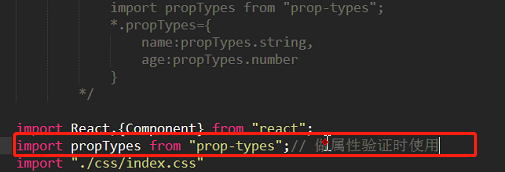 import propTypes from "prop-types";
*.propTypes={
name:propTypes.string,
age:propTypes.number
}
*/
import React,{Component} from "react";
import propTypes from "prop-types";// 做属性验证时使用
import "./css/index.css"